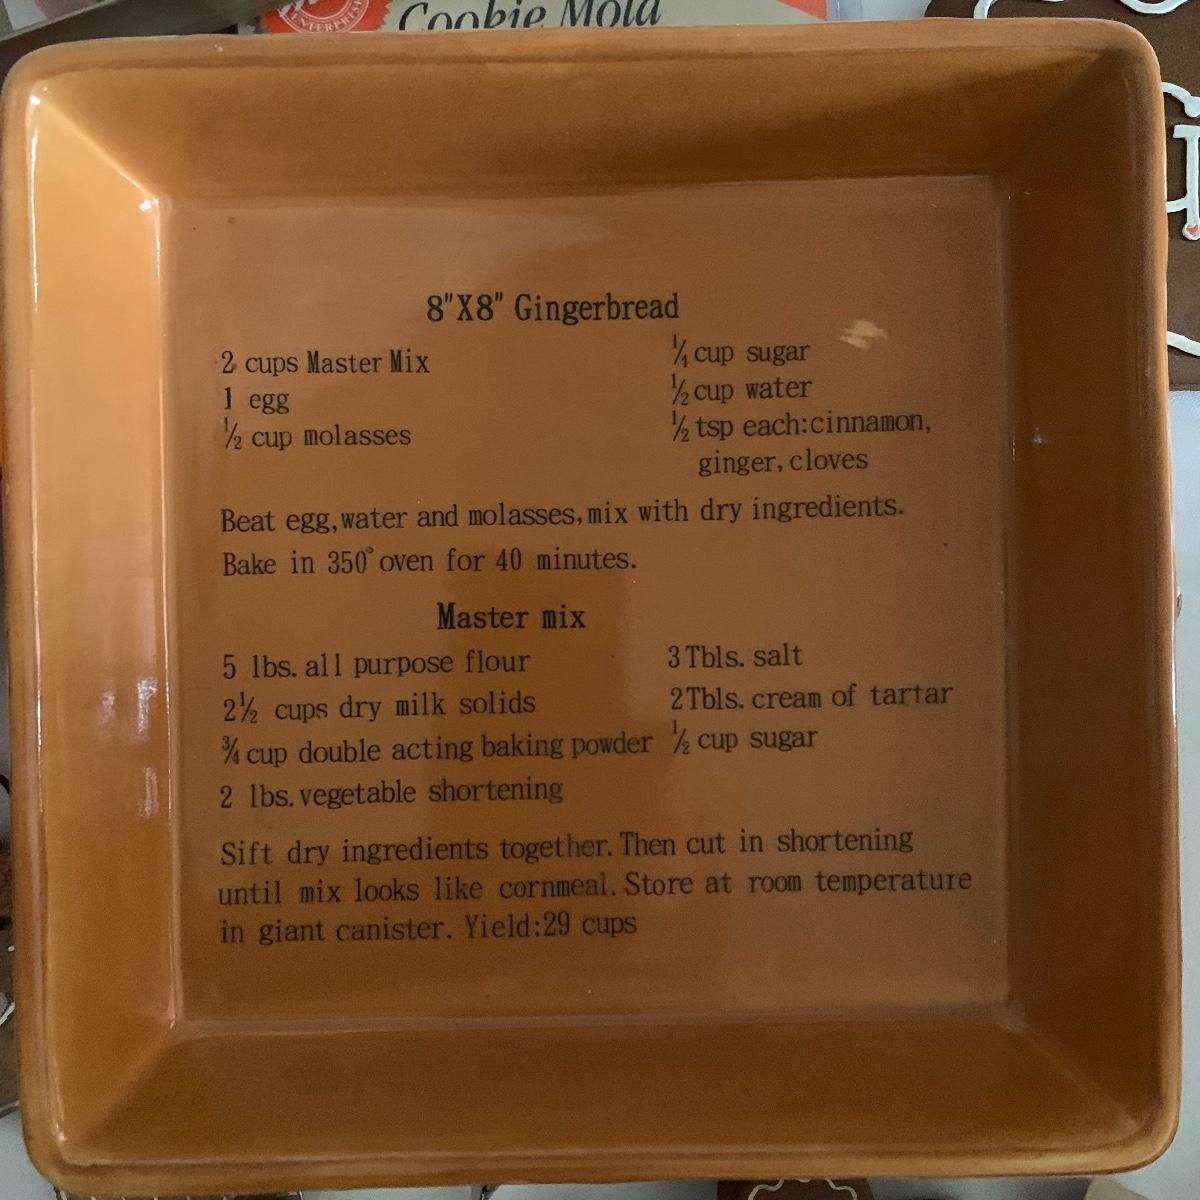 Cookie Mold
ENTERPRISE
8"X8" Gingerbread
2 cups Master Mix
1 egg
½ cup molasses
¼ cup sugar
½ cup water
½ tsp each:cinnamon,
ginger, cloves
Beat egg, water and molasses, mix with dry ingredients.
Bake in 350° oven for 40 minutes.
Master mix
5 lbs. all purpose flour
2½ cups dry milk solids
¾ cup double acting baking powder
2 lbs. vegetable shortening
3 Tbls. salt
2 Tbls. cream of tartar
½ cup sugar
Sift dry ingredients together. Then cut in shortening
until mix looks like cornmeal. Store at room temperature
in giant canister. Yield:29 cups